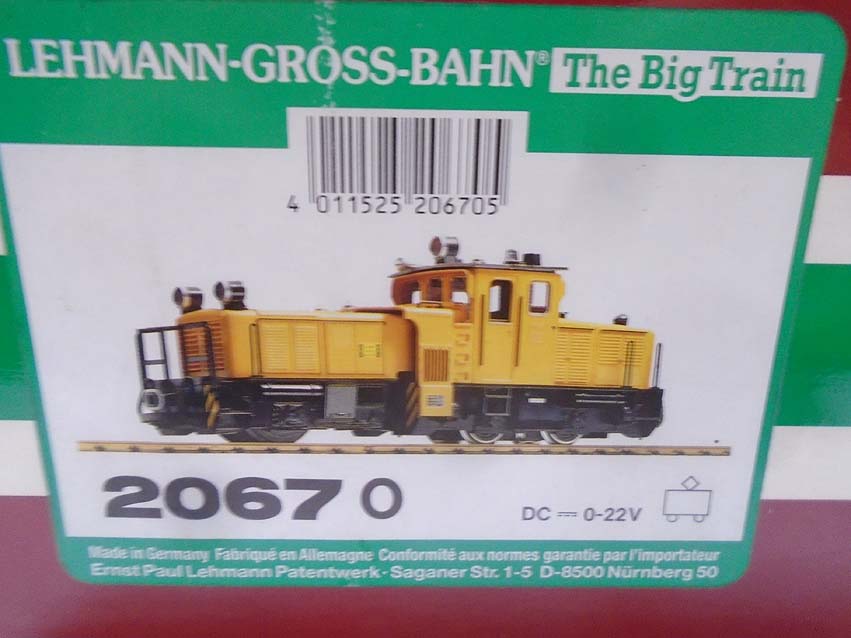 LEHMANN-GROSS-BAHN® The Big Train
4 011525 206705
2067 0
DC ⎓ 0-22V
Made in Germany Fabriqué en Allemagne Conformité aux normes garantie par l'importateur
Ernst Paul Lehmann Patentwerk · Saganer Str. 1-5 D-8500 Nürnberg 50